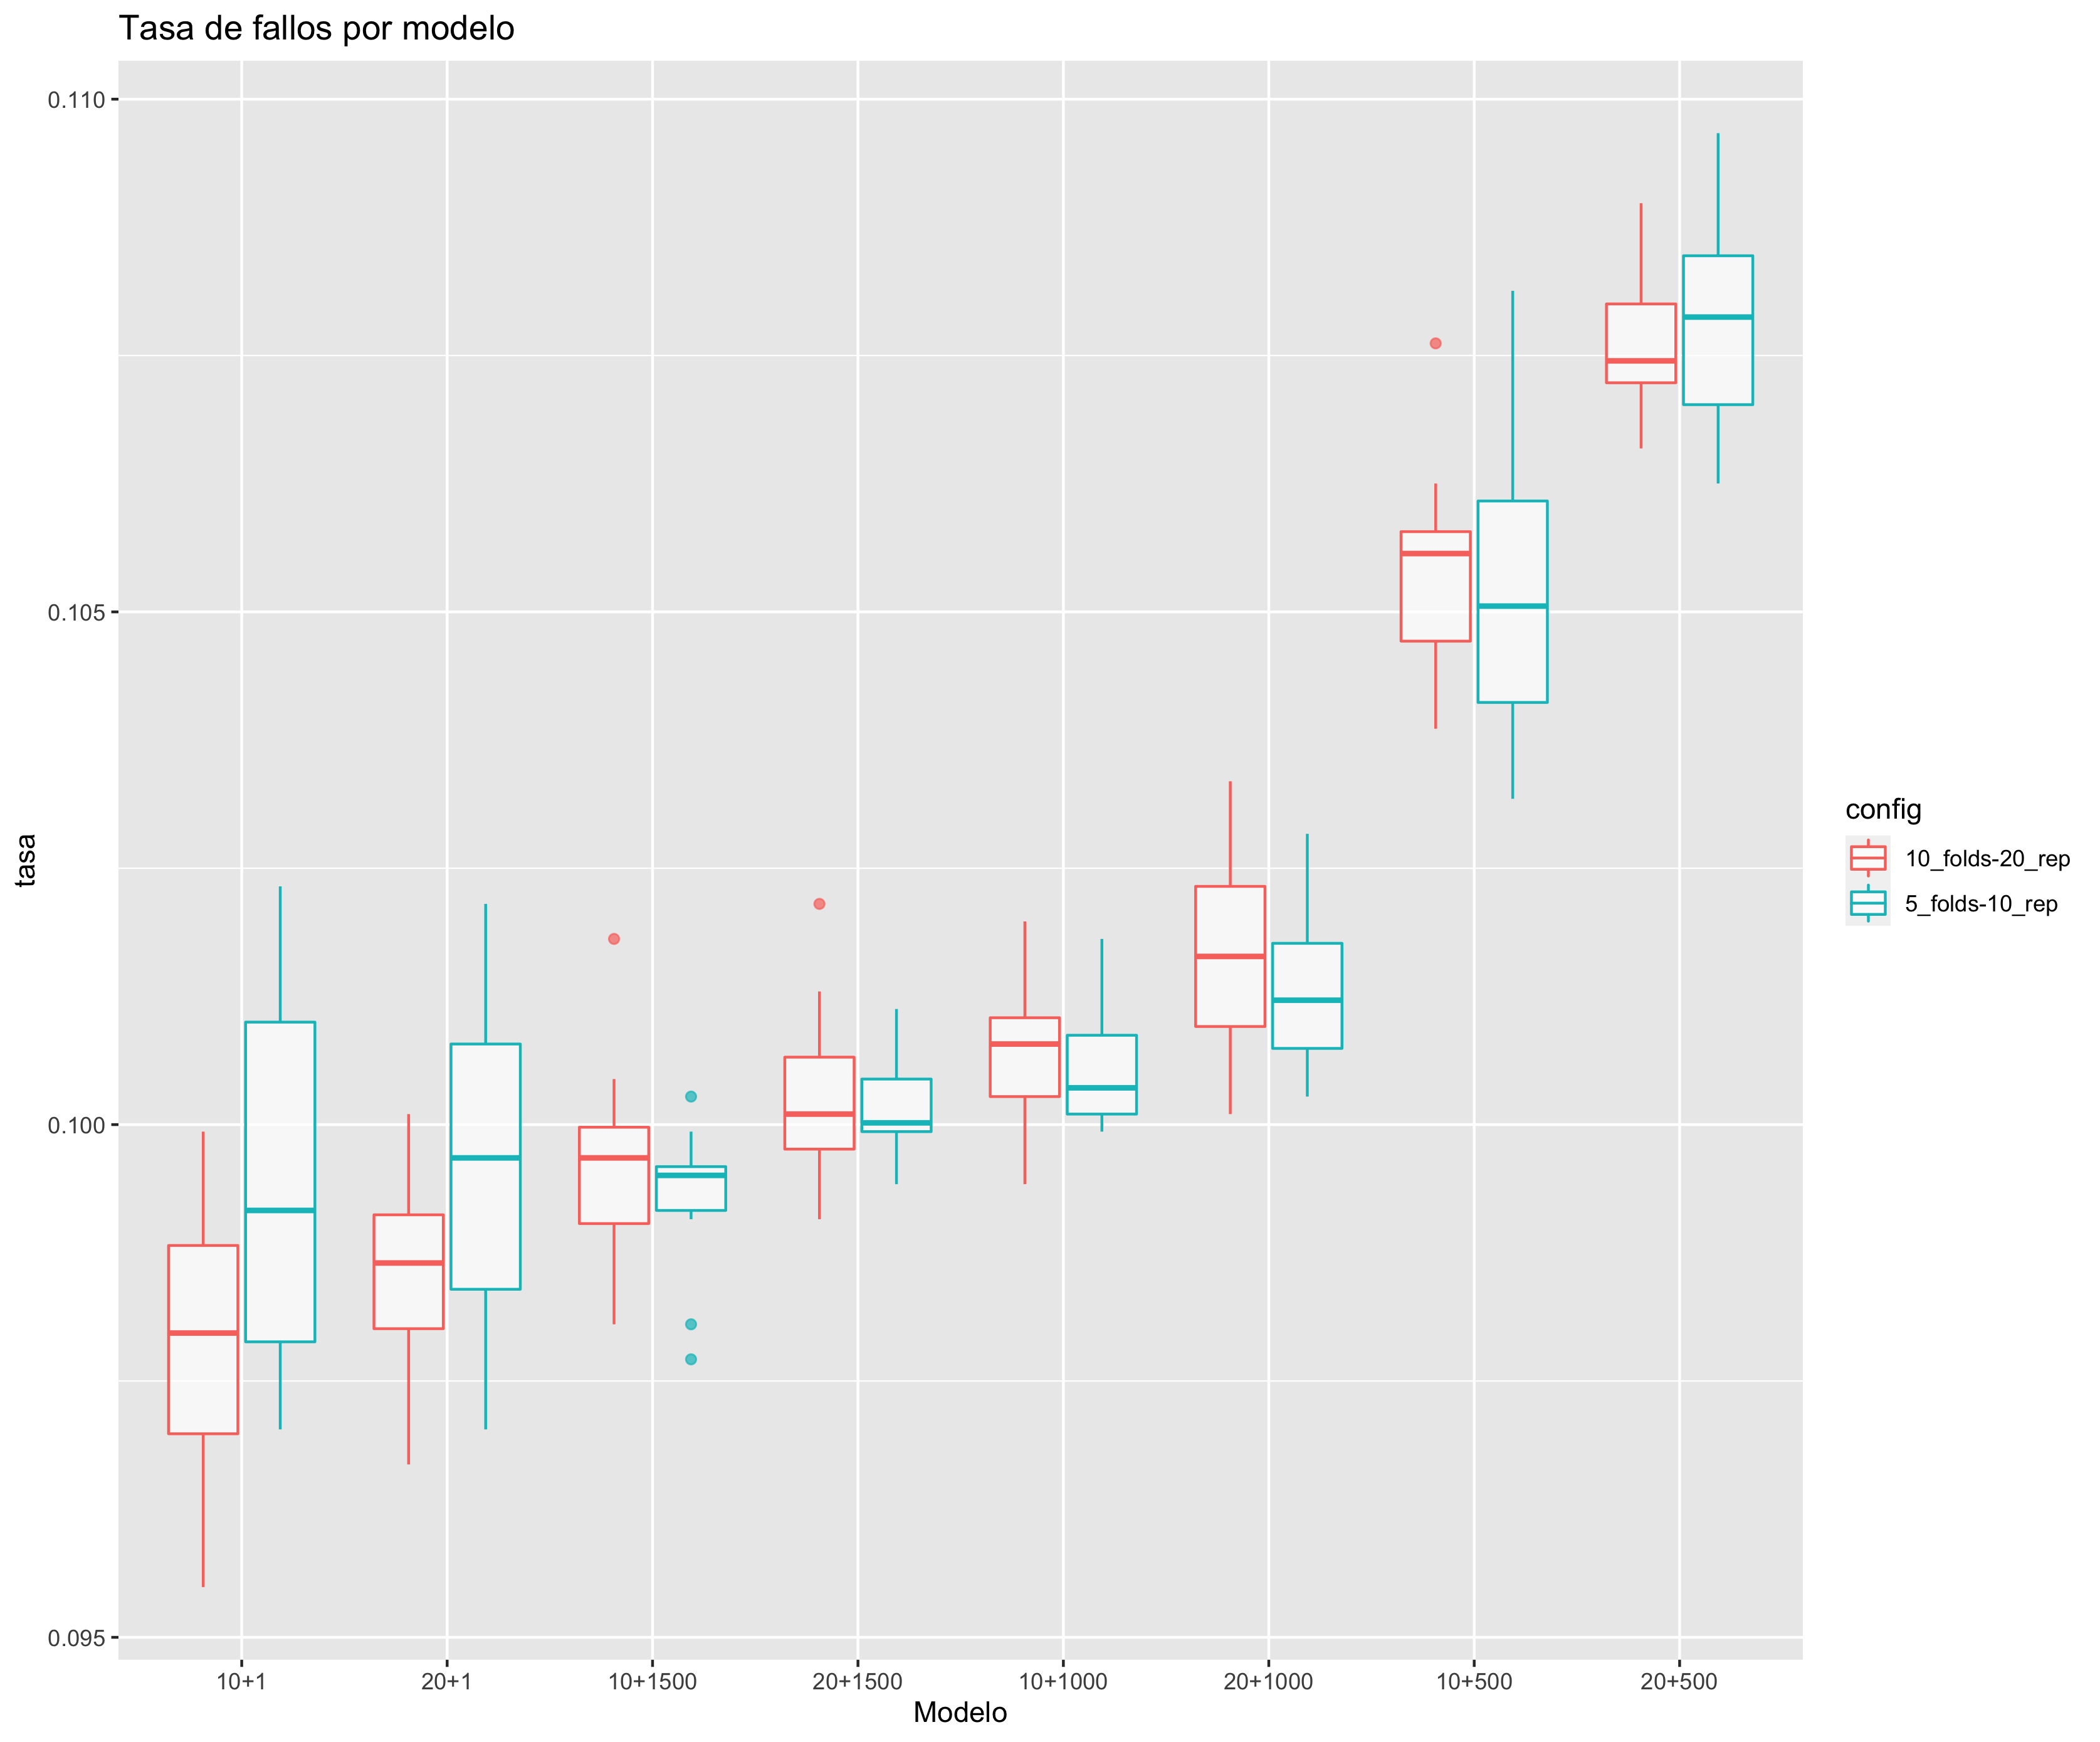 Tasa de fallos por modelo
0.110
0.105
0.100
0.095
tasa
10+1
20+1
10+1500
20+1500
10+1000
20+1000
10+500
20+500
Modelo
config
10_folds-20_rep
5_folds-10_rep